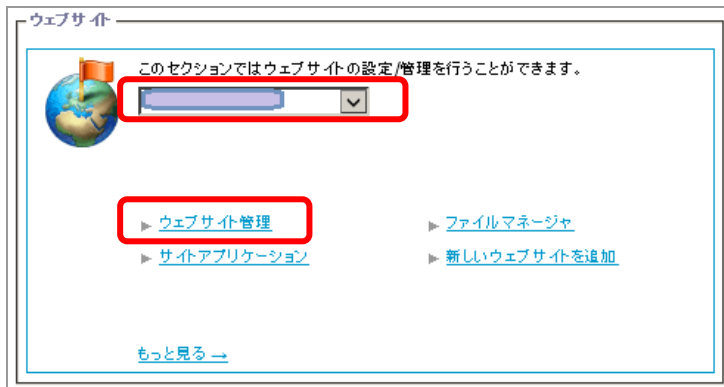 ウェブサイト
このセクションではウェブサイトの設定/管理を行うことができます。
ウェブサイト管理
ファイルマネージャ
サイトアプリケーション
新しいウェブサイトを追加
もっと見る →